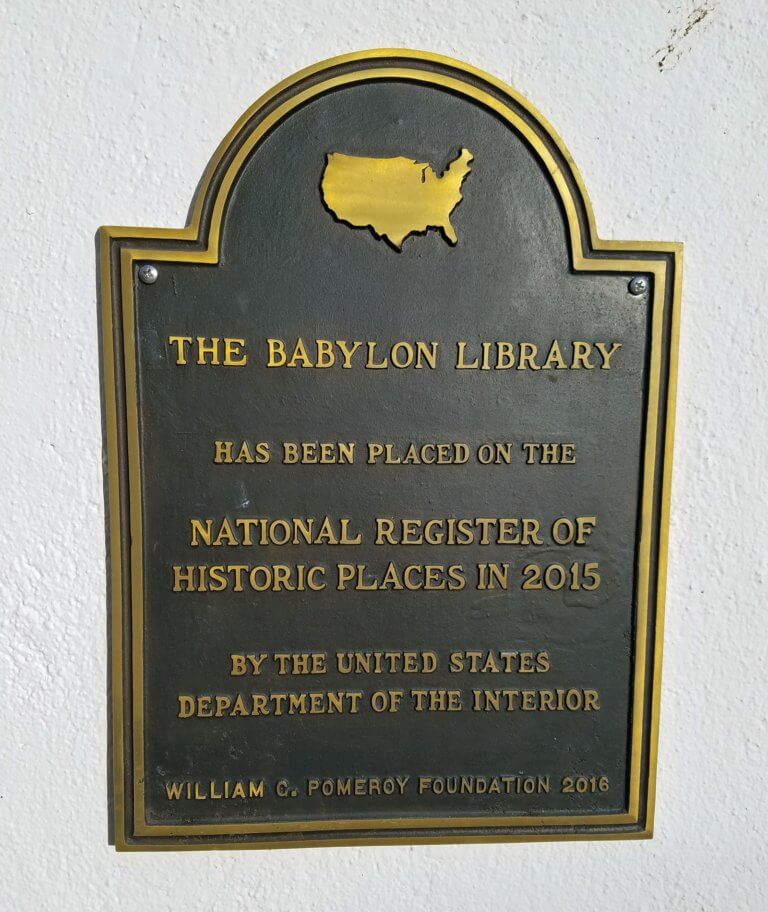 THE BABYLON LIBRARY
HAS BEEN PLACED ON THE
NATIONAL REGISTER OF
HISTORIC PLACES IN 2015
BY THE UNITED STATES
DEPARTMENT OF THE INTERIOR
WILLIAM G. POMEROY FOUNDATION 2016